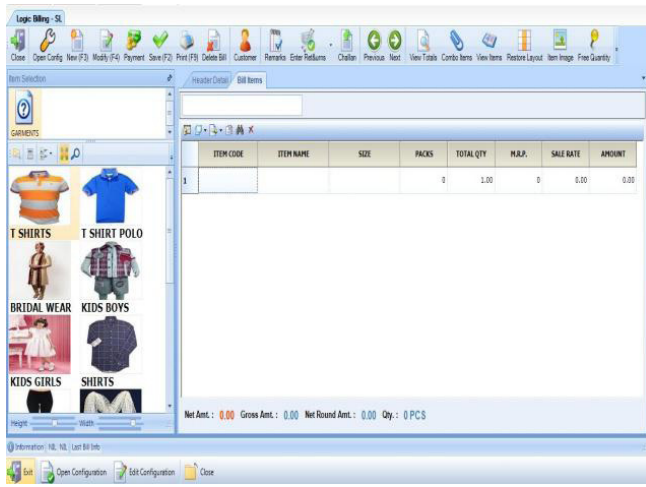 Logic Billing - SL
Close Open Config New (F3) Modify (F4) Payment Save (F2) Print (F9) Delete Bill Customer Remarks Enter Ret&urns Challan Previous Next View Totals Combo Items View Items Restore Layout Item Image Free Quantity
Item Selection
Header Detail Bill Items
GARMENTS
ITEM CODE ITEM NAME SIZE PACKS TOTAL QTY M.R.P. SALE RATE AMOUNT
1 0 1.00 0 0.00 0.00
T SHIRTS T SHIRT POLO
BRIDAL WEAR KIDS BOYS
KIDS GIRLS SHIRTS
Net Amt. : 0.00 Gross Amt. : 0.00 Net Round Amt. : 0.00 Qty. : 0 PCS
Height Width
Information NIL NIL Last Bill Info
Exit Open Configuration Edit Configuration Close